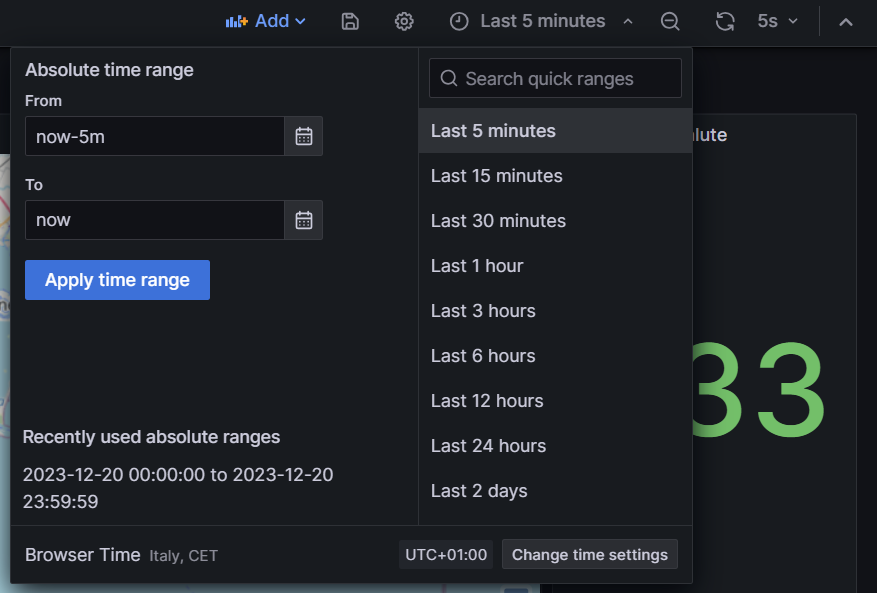 Add
Last 5 minutes
5s
Absolute time range
From
now-5m
To
now
Apply time range
Recently used absolute ranges
2023-12-20 00:00:00 to 2023-12-20
23:59:59
Search quick ranges
Last 5 minutes
Last 15 minutes
Last 30 minutes
Last 1 hour
Last 3 hours
Last 6 hours
Last 12 hours
Last 24 hours
Last 2 days
Browser Time Italy, CET
UTC+01:00
Change time settings
33